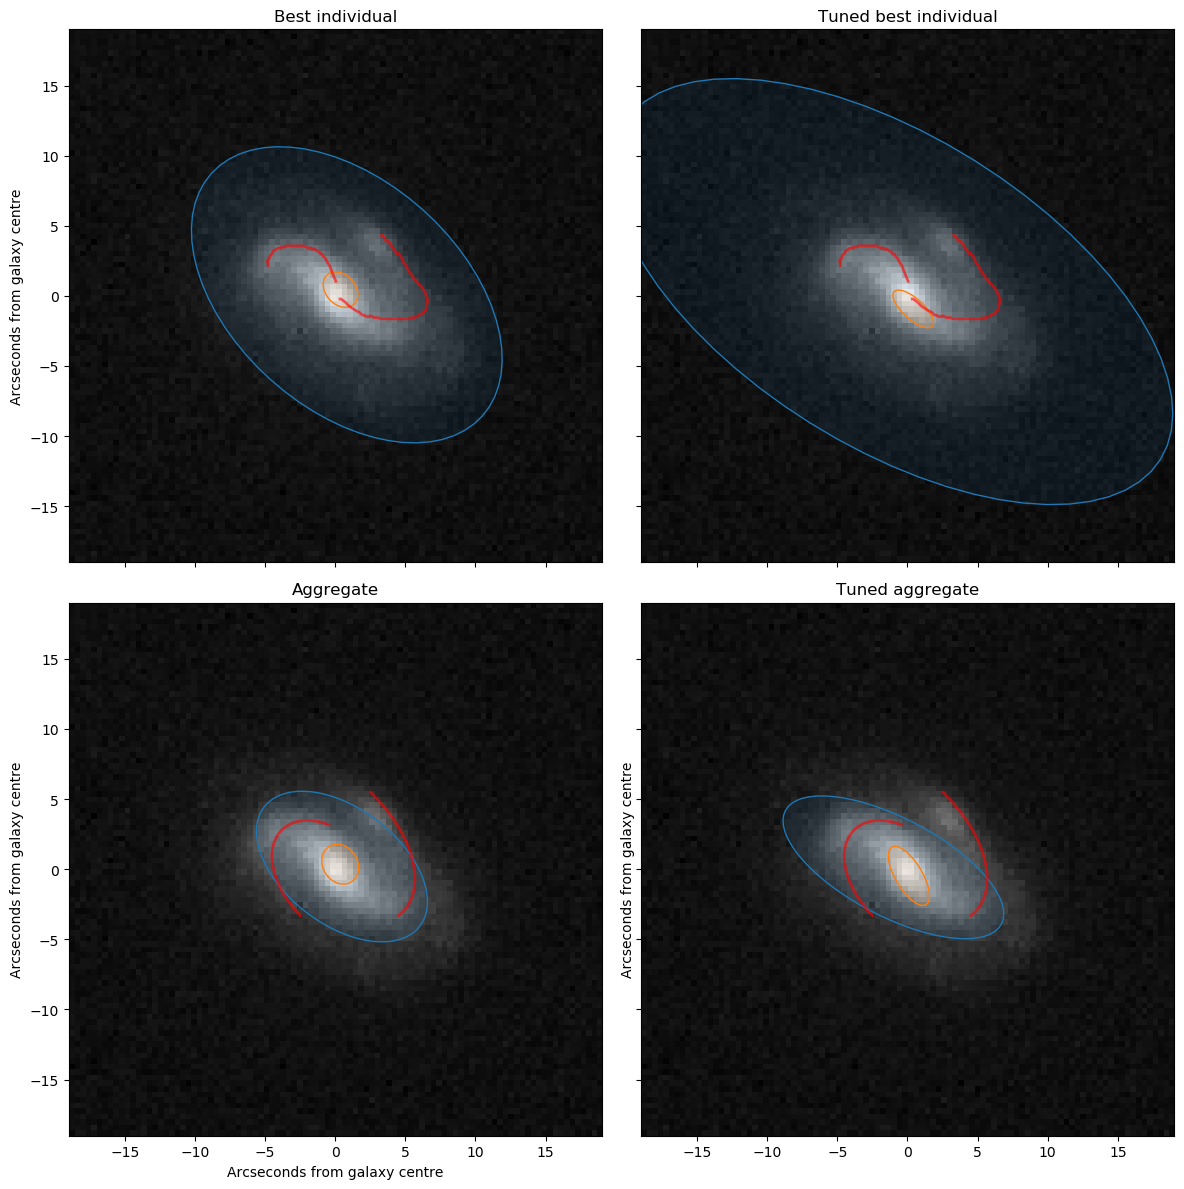 Best individual
Tuned best individual
15
10
5
0
−5
−10
−15
Arcseconds from galaxy centre
Aggregate
Tuned aggregate
15
10
5
0
−5
−10
−15
Arcseconds from galaxy centre
Arcseconds from galaxy centre
−15 −10 −5 0 5 10 15
−15 −10 −5 0 5 10 15
Arcseconds from galaxy centre